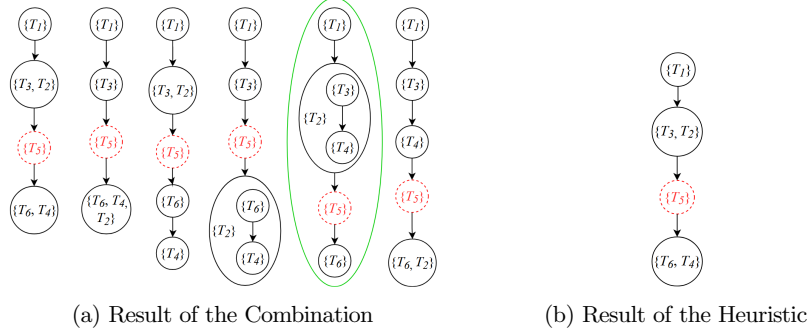 {T1} {T1} {T1} {T1} {T1} {T1}
{T3, T2} {T3} {T3, T2} {T3} {T2} {T3} {T4} {T3}
{T5} {T5} {T5} {T5} {T5} {T4}
{T6, T4} {T6, T4,
T2} {T6} {T4} {T2} {T6} {T4} {T6} {T5} {T6, T2}
{T1}
{T3, T2}
{T5}
{T6, T4}
(a) Result of the Combination
(b) Result of the Heuristic